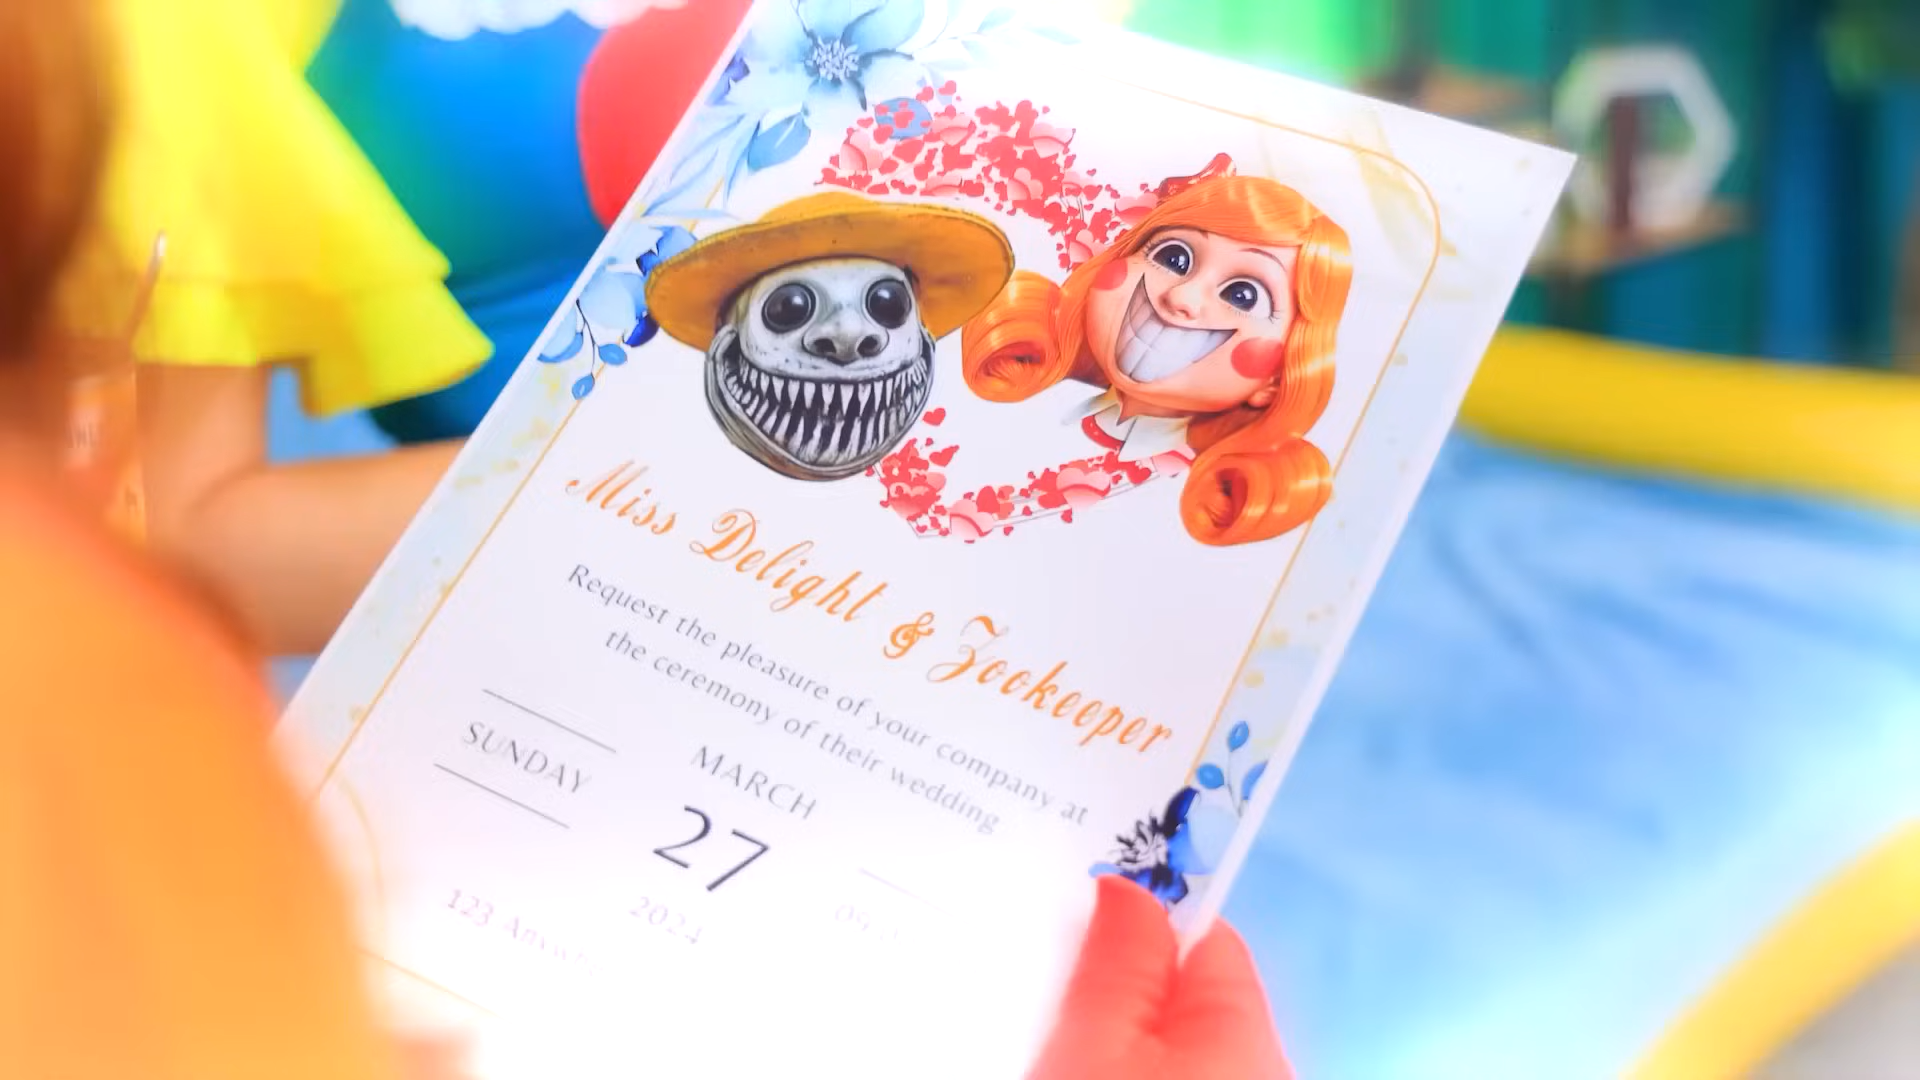 Miss Delight & Zookeeper
Request the pleasure of your company at
the ceremony of their wedding
SUNDAY
MARCH
27
2024
123